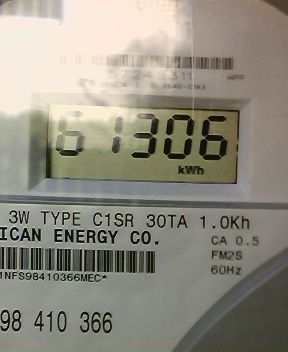 61306
kWh
3W TYPE C1SR 30TA 1.0Kh
ICAN ENERGY CO.
CA 0.5
FM2S
60Hz
1NFS98410366MEC*
98 410 366